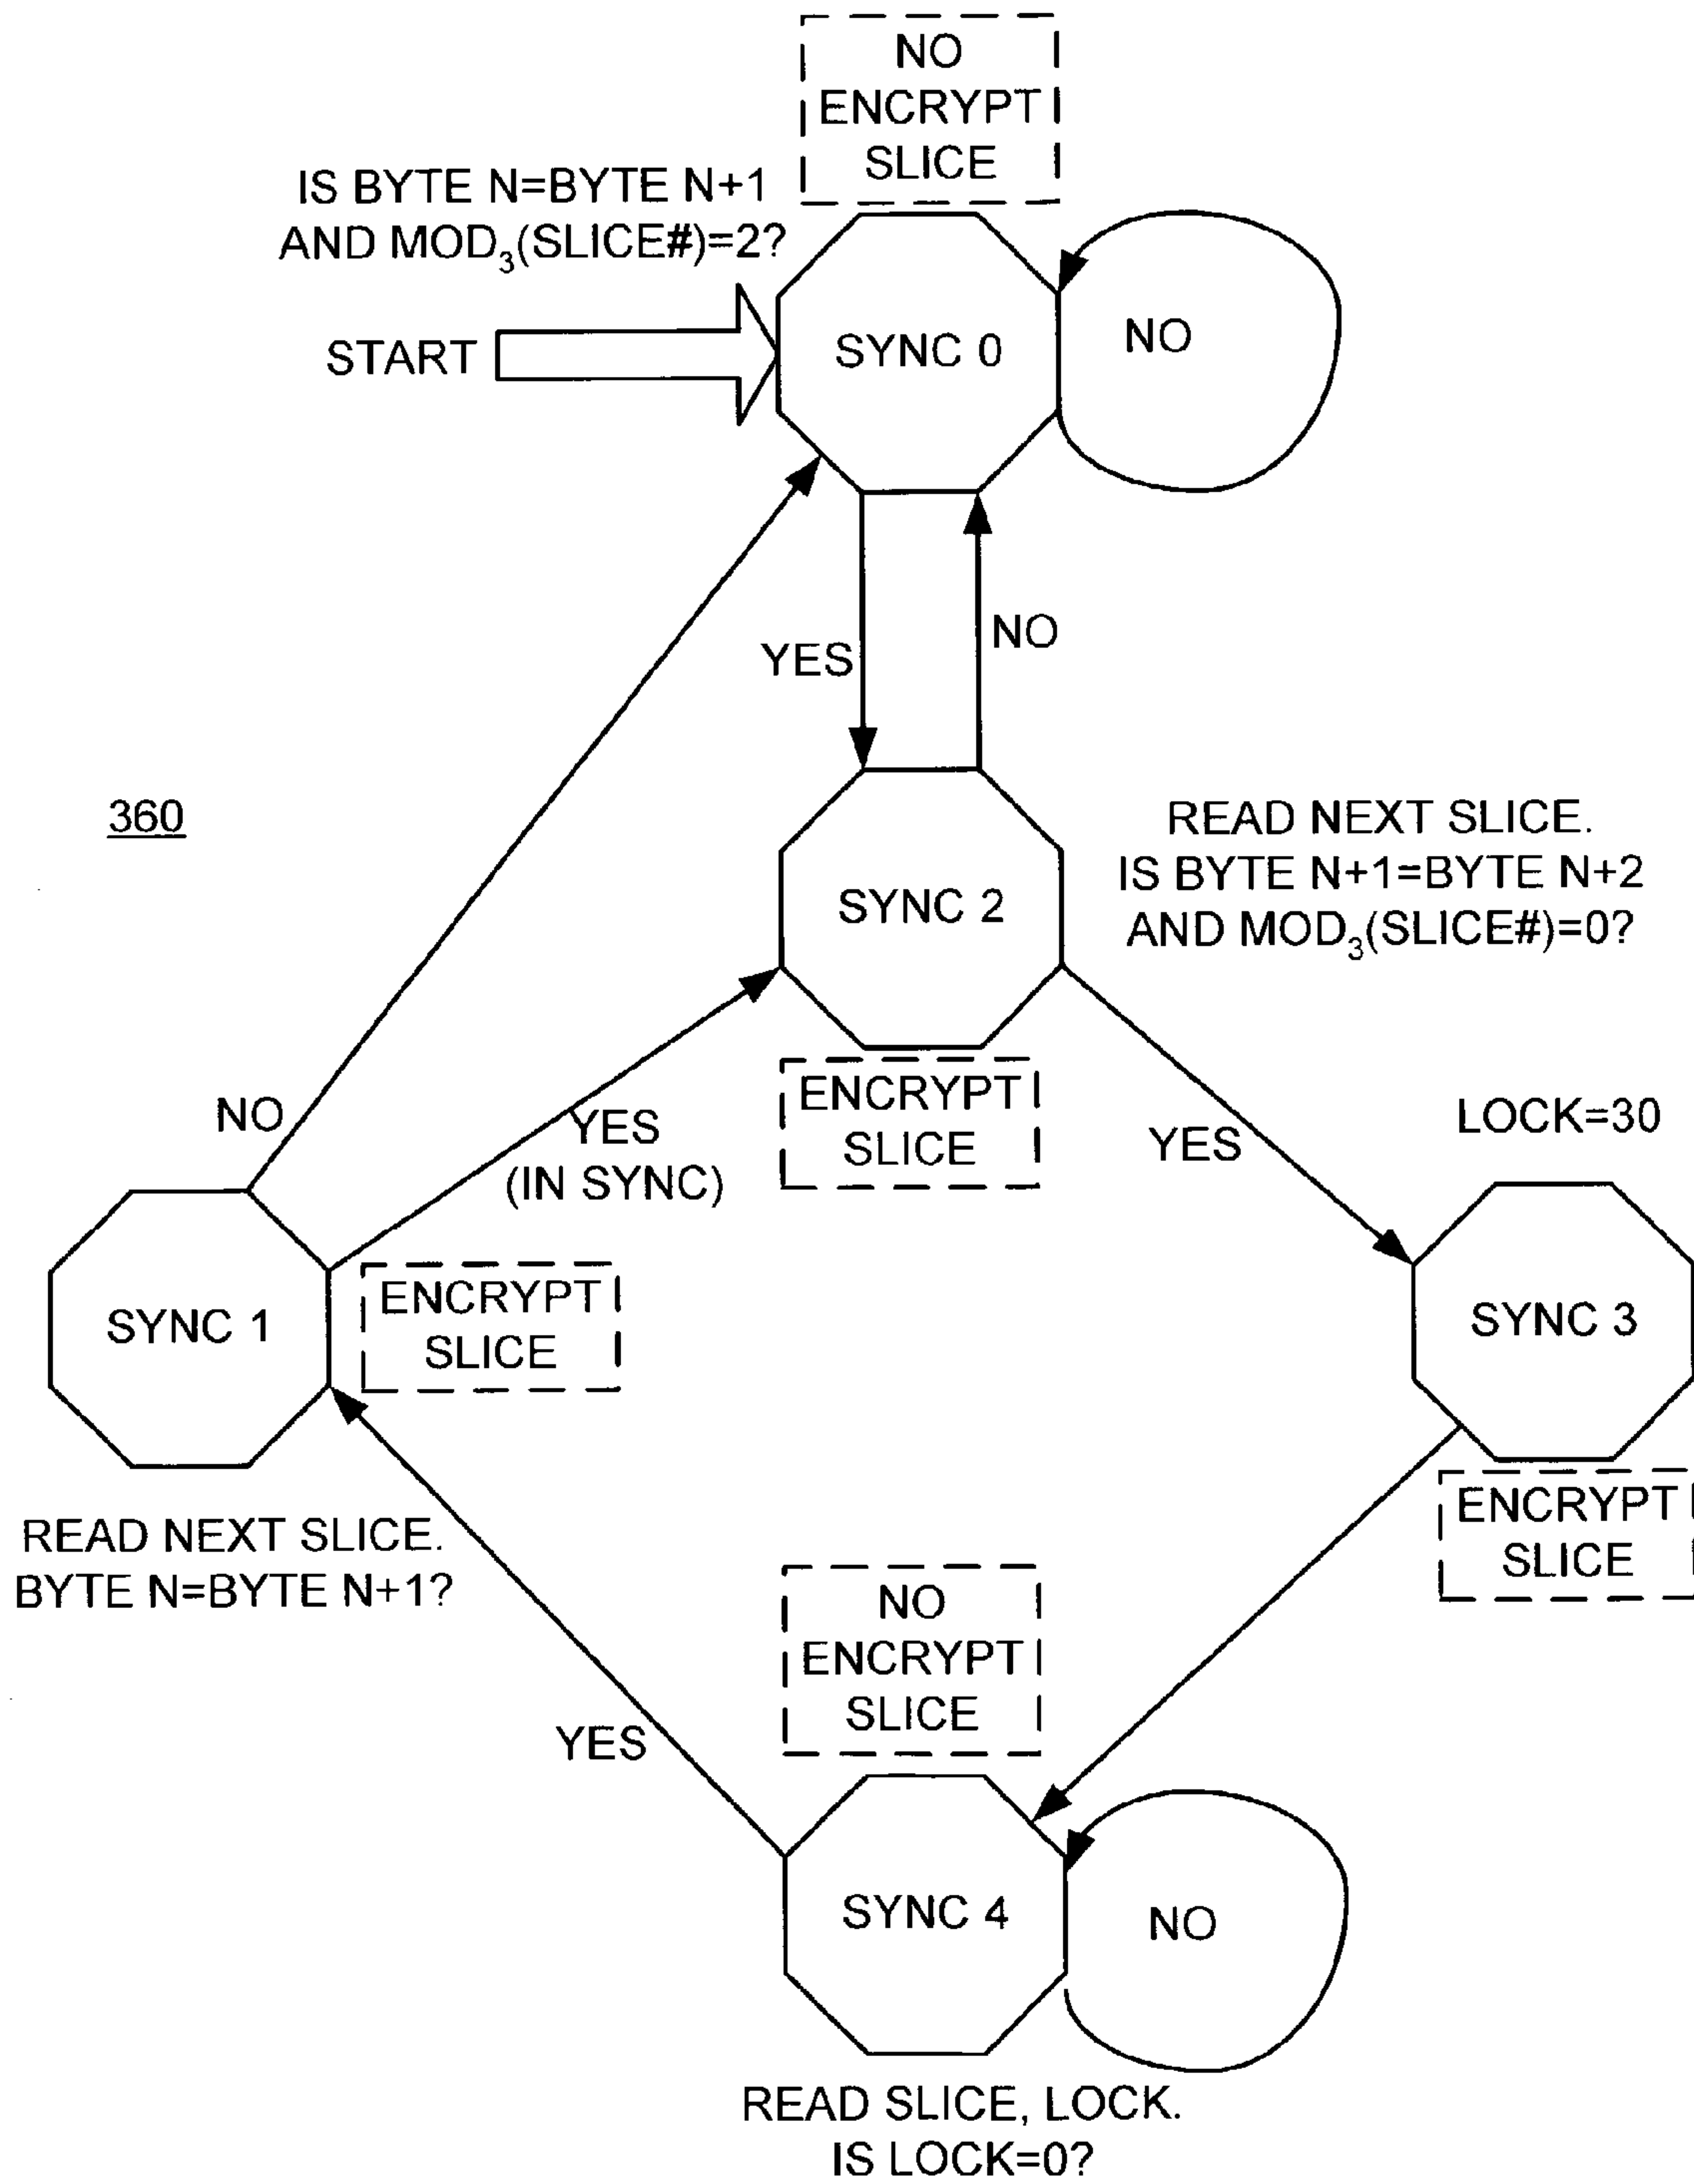 NO
ENCRYPT
SLICE
IS BYTE N=BYTE N+1
AND MOD₃(SLICE#)=2?
START
SYNC 0
NO
YES
NO
360
SYNC 2
READ NEXT SLICE.
IS BYTE N+1=BYTE N+2
AND MOD₃(SLICE#)=0?
ENCRYPT
SLICE
NO
YES
(IN SYNC)
YES
LOCK=30
SYNC 1
ENCRYPT
SLICE
SYNC 3
ENCRYPT
SLICE
READ NEXT SLICE.
BYTE N=BYTE N+1?
NO
ENCRYPT
SLICE
YES
SYNC 4
NO
READ SLICE, LOCK.
IS LOCK=0?